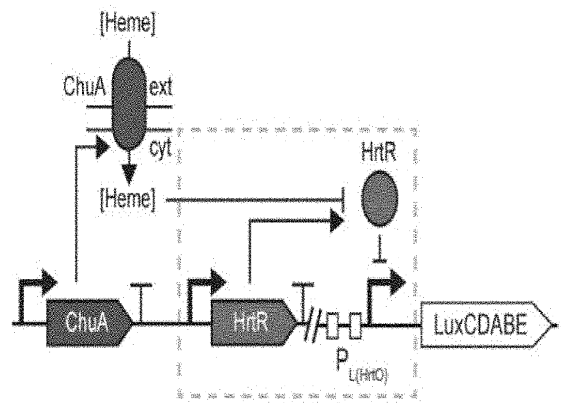 [Heme]
ChuA ext
cyt
HrtR
[Heme]
ChuA
HrtR
LuxCDABE
P L(HrtO)